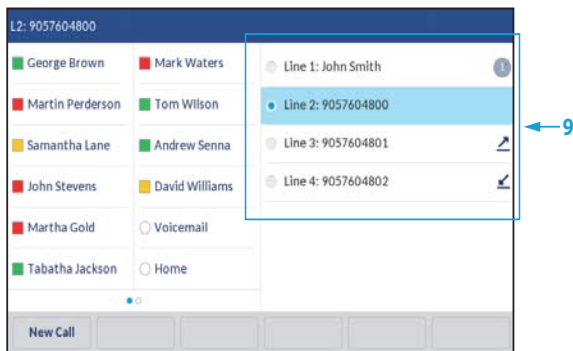 L2: 9057604800
George Brown
Mark Waters
Martin Perderson
Tom Wilson
Samantha Lane
Andrew Senna
John Stevens
David Williams
Martha Gold
Voicemail
Tabatha Jackson
Home
Line 1: John Smith
1
Line 2: 9057604800
Line 3: 9057604801
Line 4: 9057604802
9
New Call